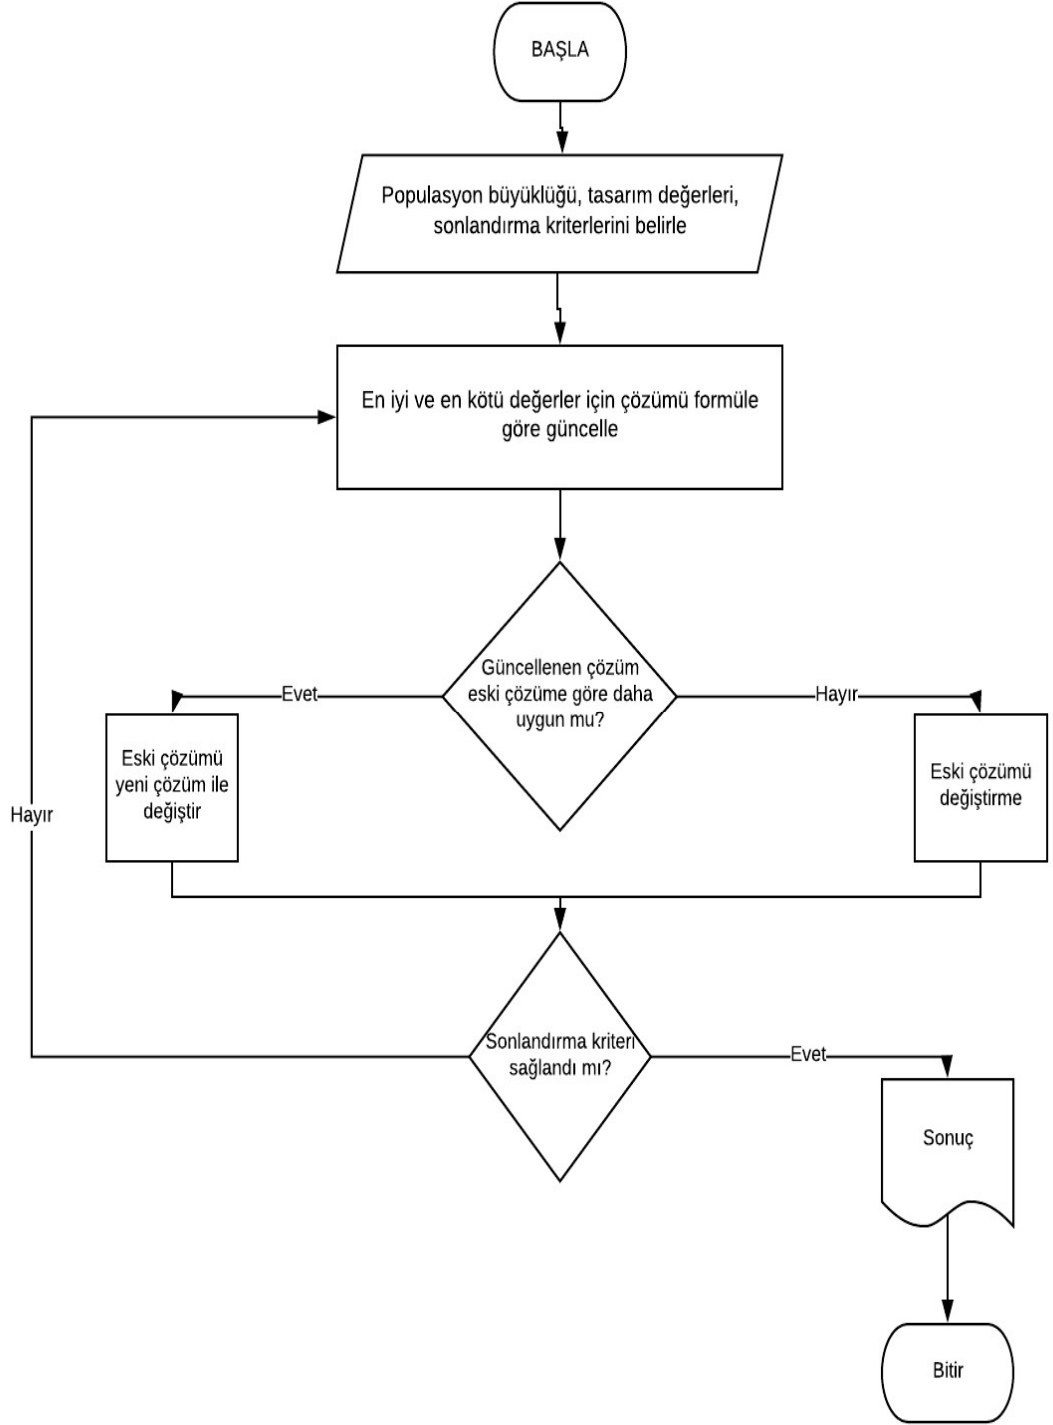 BAŞLA
Populasyon büyüklüğü, tasarım değerleri,
sonlandırma kriterlerini belirle
En iyi ve en kötü değerler için çözümü formüle
göre güncelle
Güncellenen çözüm
eski çözüme göre daha
uygun mu?
Evet
Hayır
Eski çözümü
yeni çözüm ile
değiştir
Eski çözümü
değiştirme
Hayır
Sonlandırma kriteri
sağlandı mı?
Evet
Sonuç
Bitir